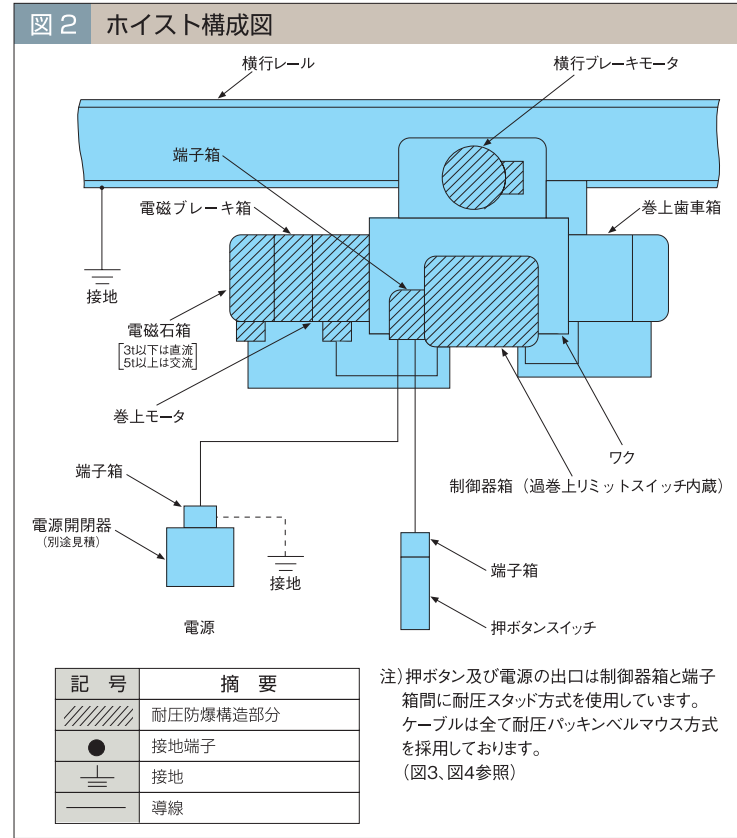 図2 ホイスト構成図
横行レール
横行ブレーキモータ
端子箱
電磁ブレーキ箱
巻上歯車箱
接地
電磁石箱
3t以下は直流
5t以上は交流
巻上モータ
ワク
制御器箱（過巻上リミットスイッチ内蔵）
端子箱
電源開閉器
（別途見積）
接地
端子箱
電源
押ボタンスイッチ
記 号 摘 要
耐圧防爆構造部分
接地端子
接地
導線
注）押ボタン及び電源の出口は制御器箱と端子
箱間に耐圧スタッド方式を使用しています。
ケーブルは全て耐圧パッキンベルマウス方式
を採用しております。
（図3、図4参照）